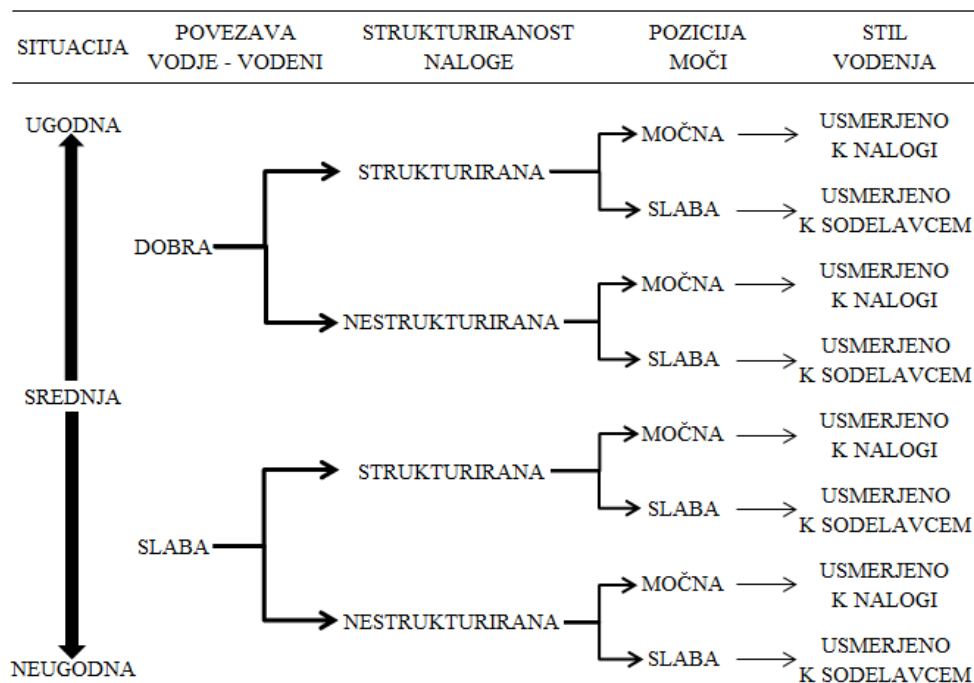 SITUACIJA
POVEZAVA
VODJE - VODENI
STRUKTURIRANOST
NALOGE
POZICIJA
MOČI
STIL
VODENJA
UGODNA
SREDNJA
NEUGODNA
DOBRA
SLABA
STRUKTURIRANA
NESTRUKTURIRANA
STRUKTURIRANA
NESTRUKTURIRANA
MOČNA
USMERJENO
K NALOGI
SLABA
USMERJENO
K SODELAVCEM
MOČNA
USMERJENO
K NALOGI
SLABA
USMERJENO
K SODELAVCEM
MOČNA
USMERJENO
K NALOGI
SLABA
USMERJENO
K SODELAVCEM
MOČNA
USMERJENO
K NALOGI
SLABA
USMERJENO
K SODELAVCEM